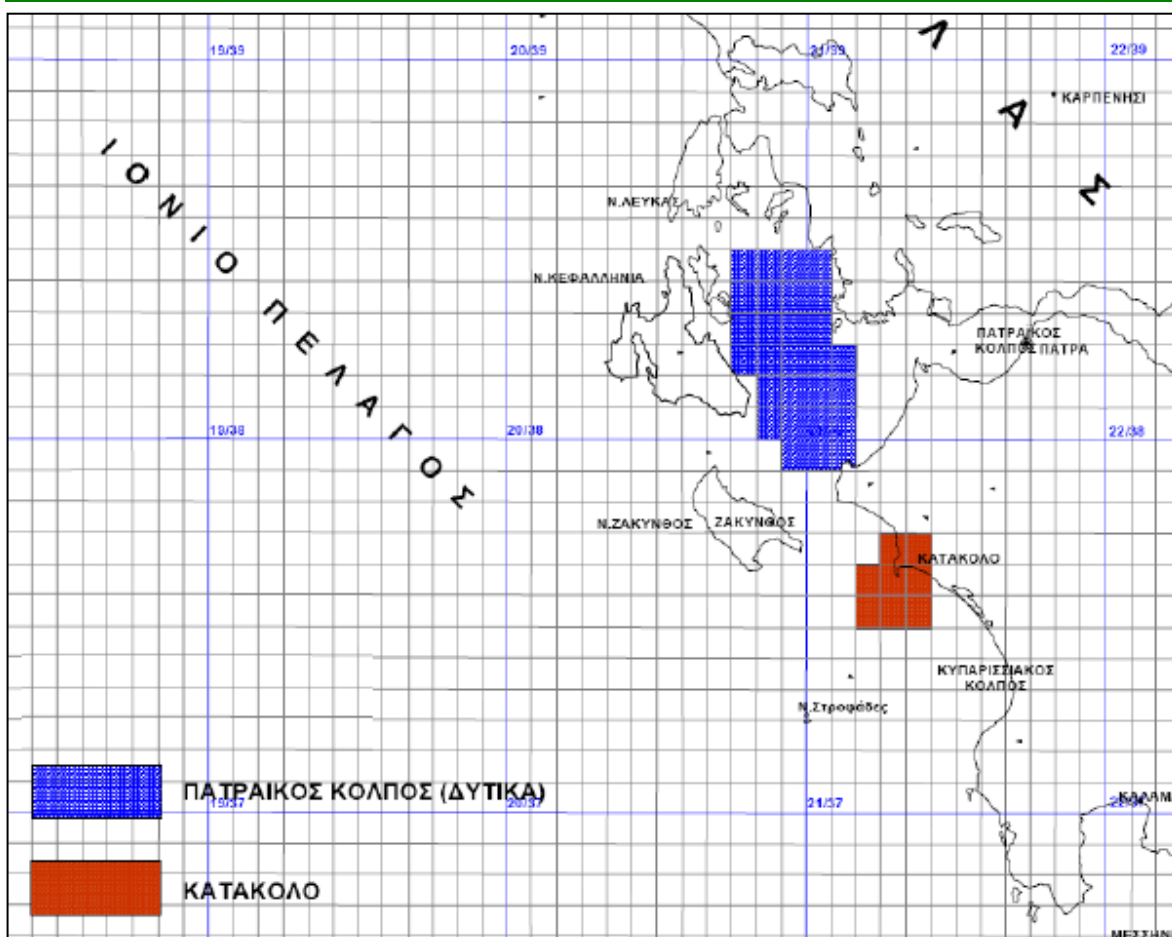 19/39
20/39
21/39
22/39
Λ
Α
Σ
ΚΑΡΠΕΝΗΣΙ
ΙΟΝΙΟ ΠΕΛΑΓΟΣ
Ν.ΛΕΥΚΑΣ
Ν.ΚΕΦΑΛΛΗΝΙΑ
ΠΑΤΡΑΙΚΟΣ
ΚΟΛΠΟΣ
ΠΑΤΡΑ
19/38
20/38
22/38
Ν.ΖΑΚΥΝΘΟΣ
ΖΑΚΥΝΘΟΣ
ΚΑΤΑΚΟΛΟ
ΚΥΠΑΡΙΣΣΙΑΚΟΣ
ΚΟΛΠΟΣ
Ν.Στροφάδες
ΠΑΤΡΑΙΚΟΣ ΚΟΛΠΟΣ (ΔΥΤΙΚΑ)
19/37
20/37
21/37
ΚΑΛΑΜ
ΚΑΤΑΚΟΛΟ
ΜΕΣΣΗΝ